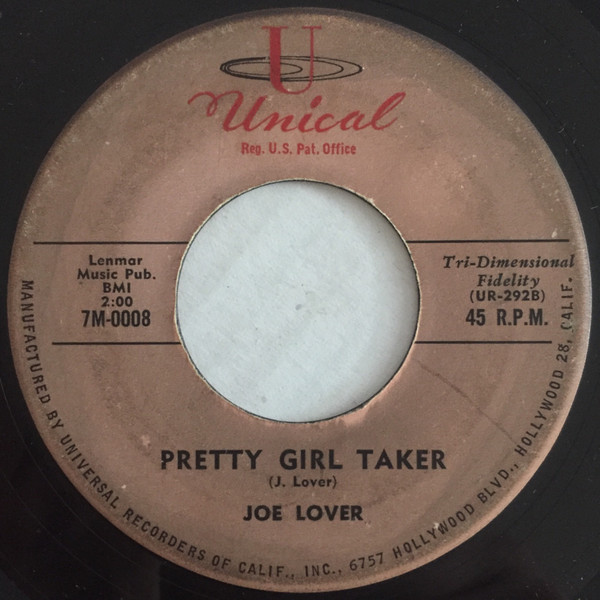 U
Unical
Reg. U.S. Pat. Office
Lenmar
Music Pub.
BMI
2:00
7M-0008
Tri-Dimensional
Fidelity
(UR-292B)
45 R.P.M.
PRETTY GIRL TAKER
(J. Lover)
JOE LOVER
MANUFACTURED BY UNIVERSAL RECORDERS OF CALIF., INC., 6757 HOLLYWOOD BLVD., HOLLYWOOD 28, CALIF.